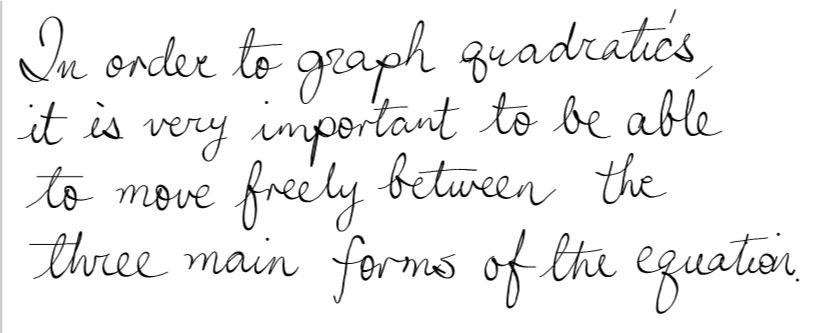 In order to graph quadratics,
it is very important to be able
to move freely between the
three main forms of the equation.